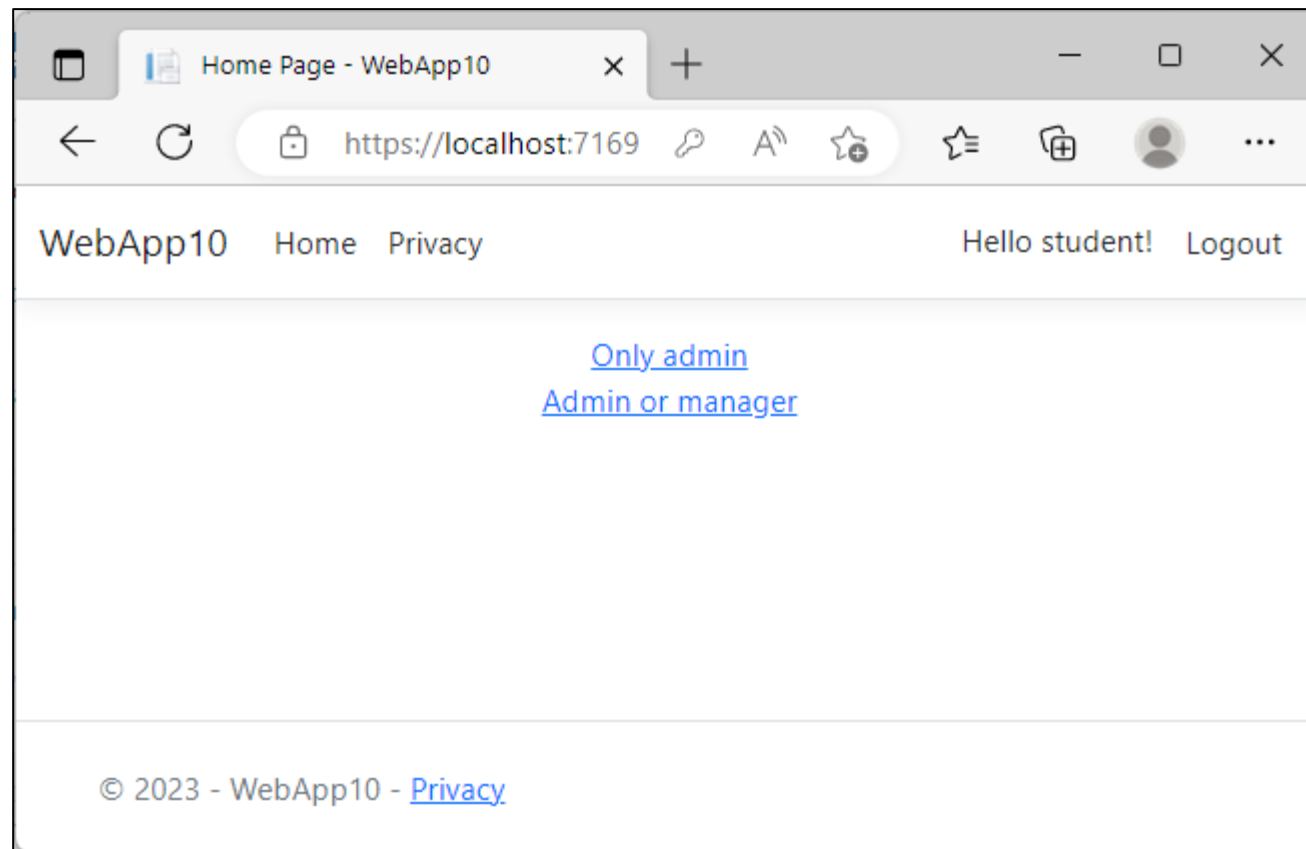 Home Page - WebApp10
https://localhost:7169
WebApp10 Home Privacy Hello student! Logout
Only admin
Admin or manager
© 2023 - WebApp10 - Privacy